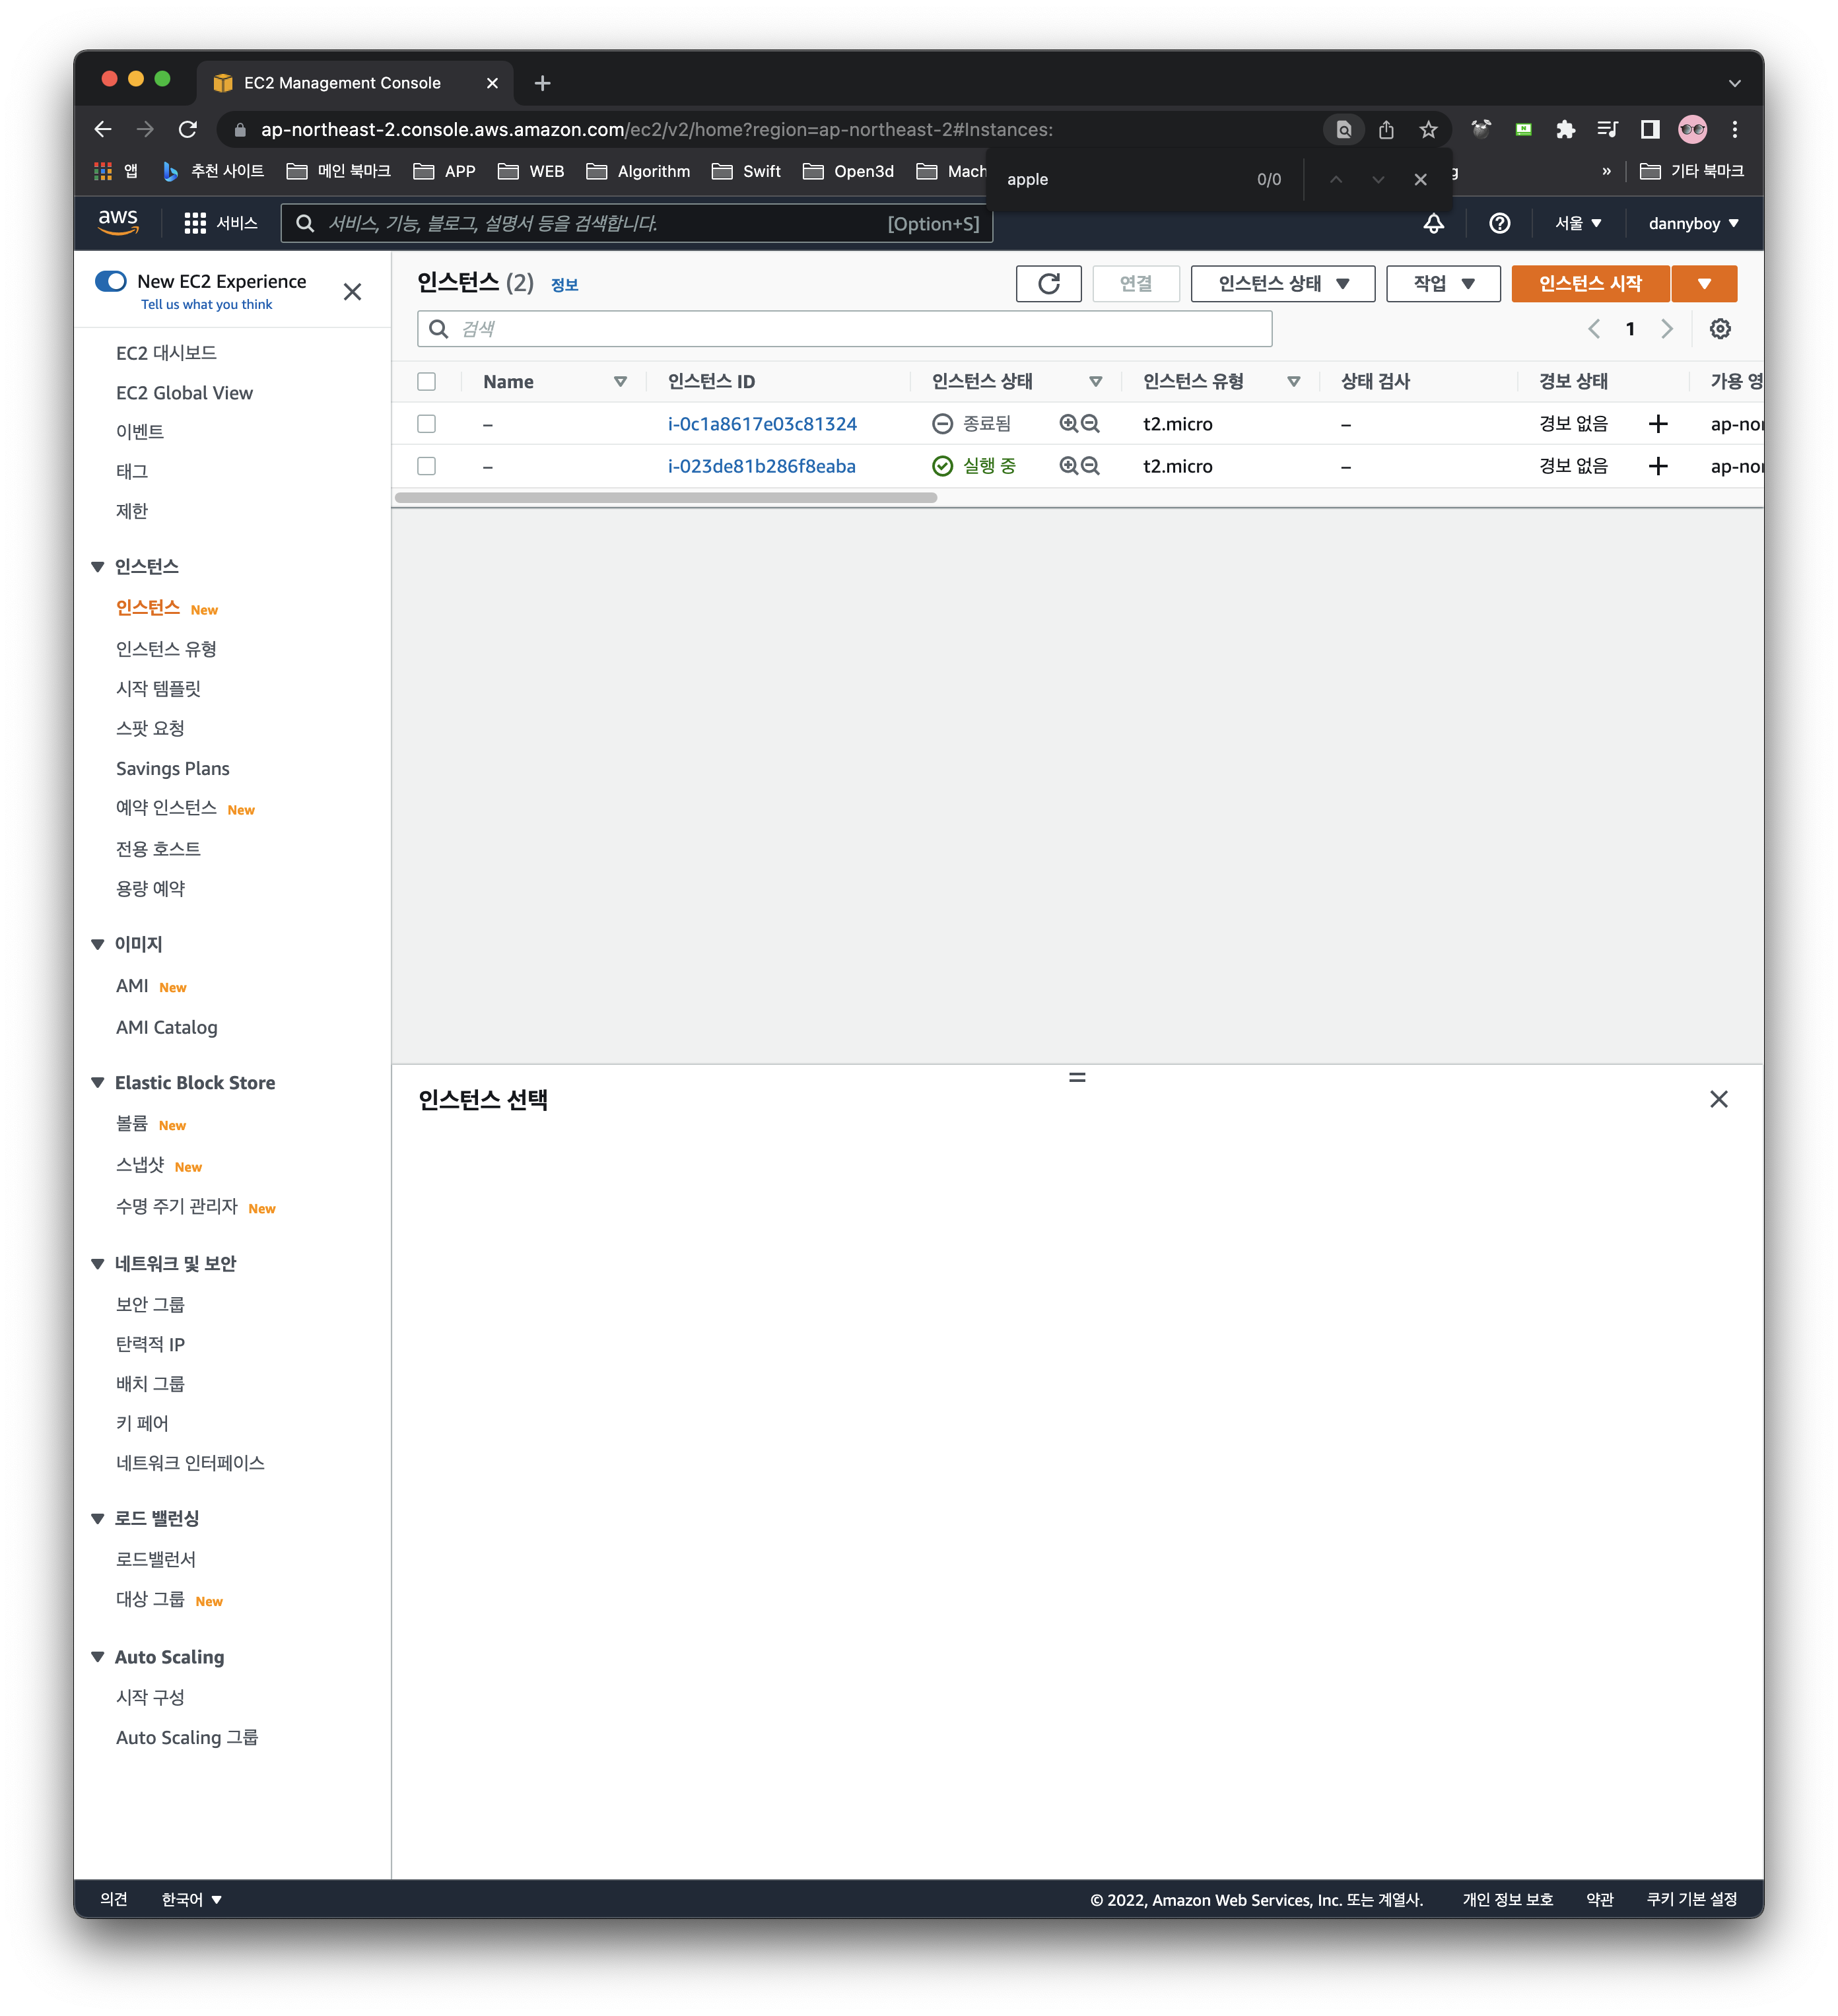 EC2 Management Console
ap-northeast-2.console.aws.amazon.com/ec2/v2/home?region=ap-northeast-2#Instances:
앱 추천 사이트 메인 북마크 APP WEB Algorithm Swift Open3d Mach g » 기타 북마크
apple 0/0
aws 서비스 서비스, 기능, 블로그, 설명서 등을 검색합니다. [Option+S] 서울 ▼ dannyboy ▼
New EC2 Experience
Tell us what you think
EC2 대시보드
EC2 Global View
이벤트
태그
제한
인스턴스
인스턴스 New
인스턴스 유형
시작 템플릿
스팟 요청
Savings Plans
예약 인스턴스 New
전용 호스트
용량 예약
이미지
AMI New
AMI Catalog
Elastic Block Store
볼륨 New
스냅샷 New
수명 주기 관리자 New
네트워크 및 보안
보안 그룹
탄력적 IP
배치 그룹
키 페어
네트워크 인터페이스
로드 밸런싱
로드밸런서
대상 그룹 New
Auto Scaling
시작 구성
Auto Scaling 그룹
인스턴스 (2) 정보 연결 인스턴스 상태 ▼ 작업 ▼ 인스턴스 시작 ▼
검색 1
Name 인스턴스 ID 인스턴스 상태 인스턴스 유형 상태 검사 경보 상태 가용 영
– i-0c1a8617e03c81324 종료됨 t2.micro – 경보 없음 + ap-nor
– i-023de81b286f8eaba 실행 중 t2.micro – 경보 없음 + ap-nor
인스턴스 선택
의견 한국어 ▼ © 2022, Amazon Web Services, Inc. 또는 계열사. 개인 정보 보호 약관 쿠키 기본 설정